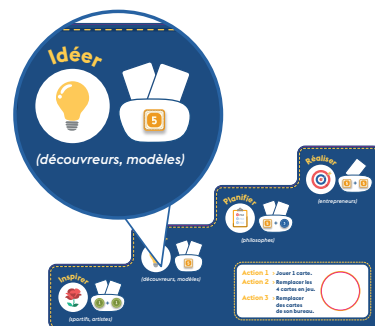 Idéer
5
(découvreurs, modèles)
Réaliser
(entrepreneurs)
Planifier
(philosophes)
(découvreurs, modèles)
Inspirer
(sportifs, artistes)
Action 1 : Jouer 1 carte.
Action 2 : Remplacer les
4 cartes en jeu.
Action 3 : Remplacer
des cartes
de son bureau.